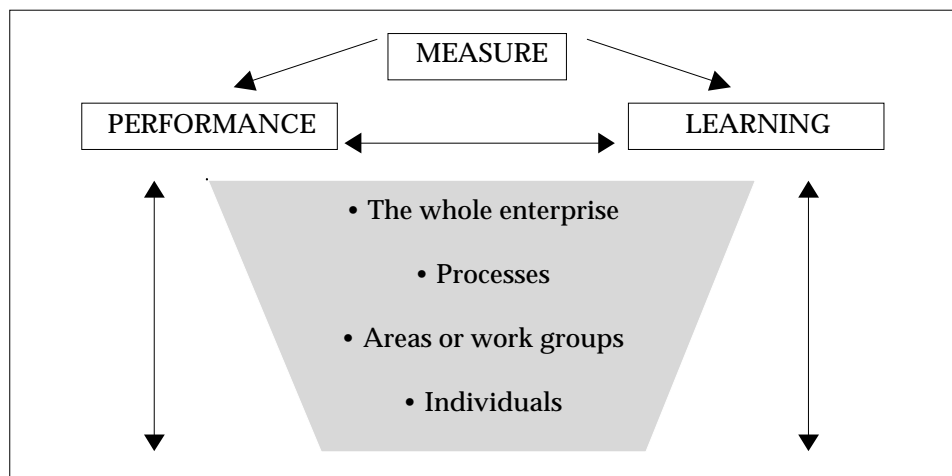 MEASURE
PERFORMANCE
LEARNING
• The whole enterprise
• Processes
• Areas or work groups
• Individuals